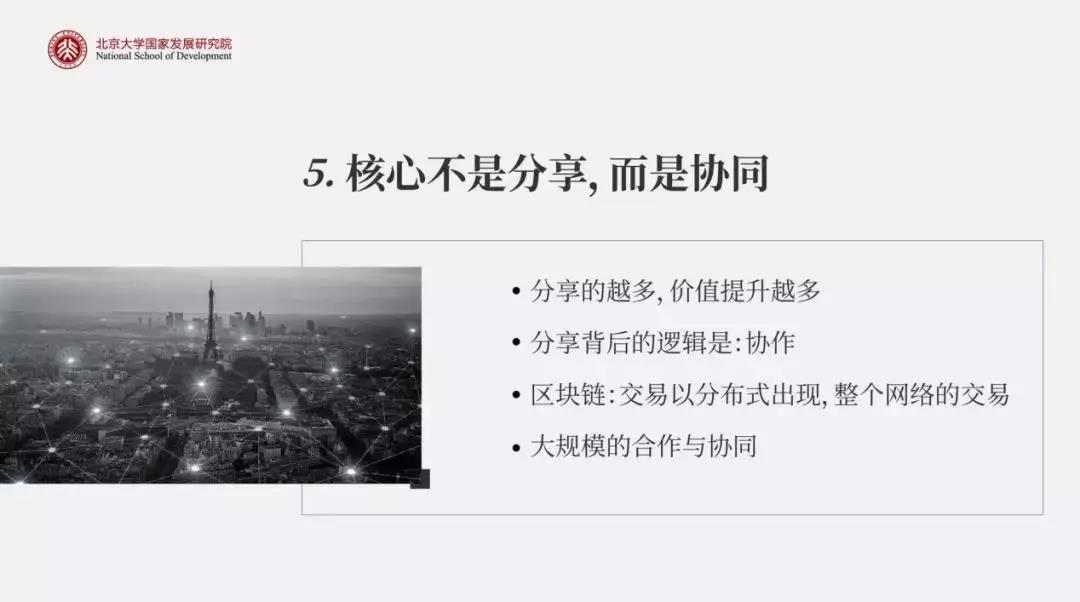 北京大学国家发展研究院
National School of Development
5. 核心不是分享, 而是协同
• 分享的越多, 价值提升越多
• 分享背后的逻辑是: 协作
• 区块链: 交易以分布式出现, 整个网络的交易
• 大规模的合作与协同